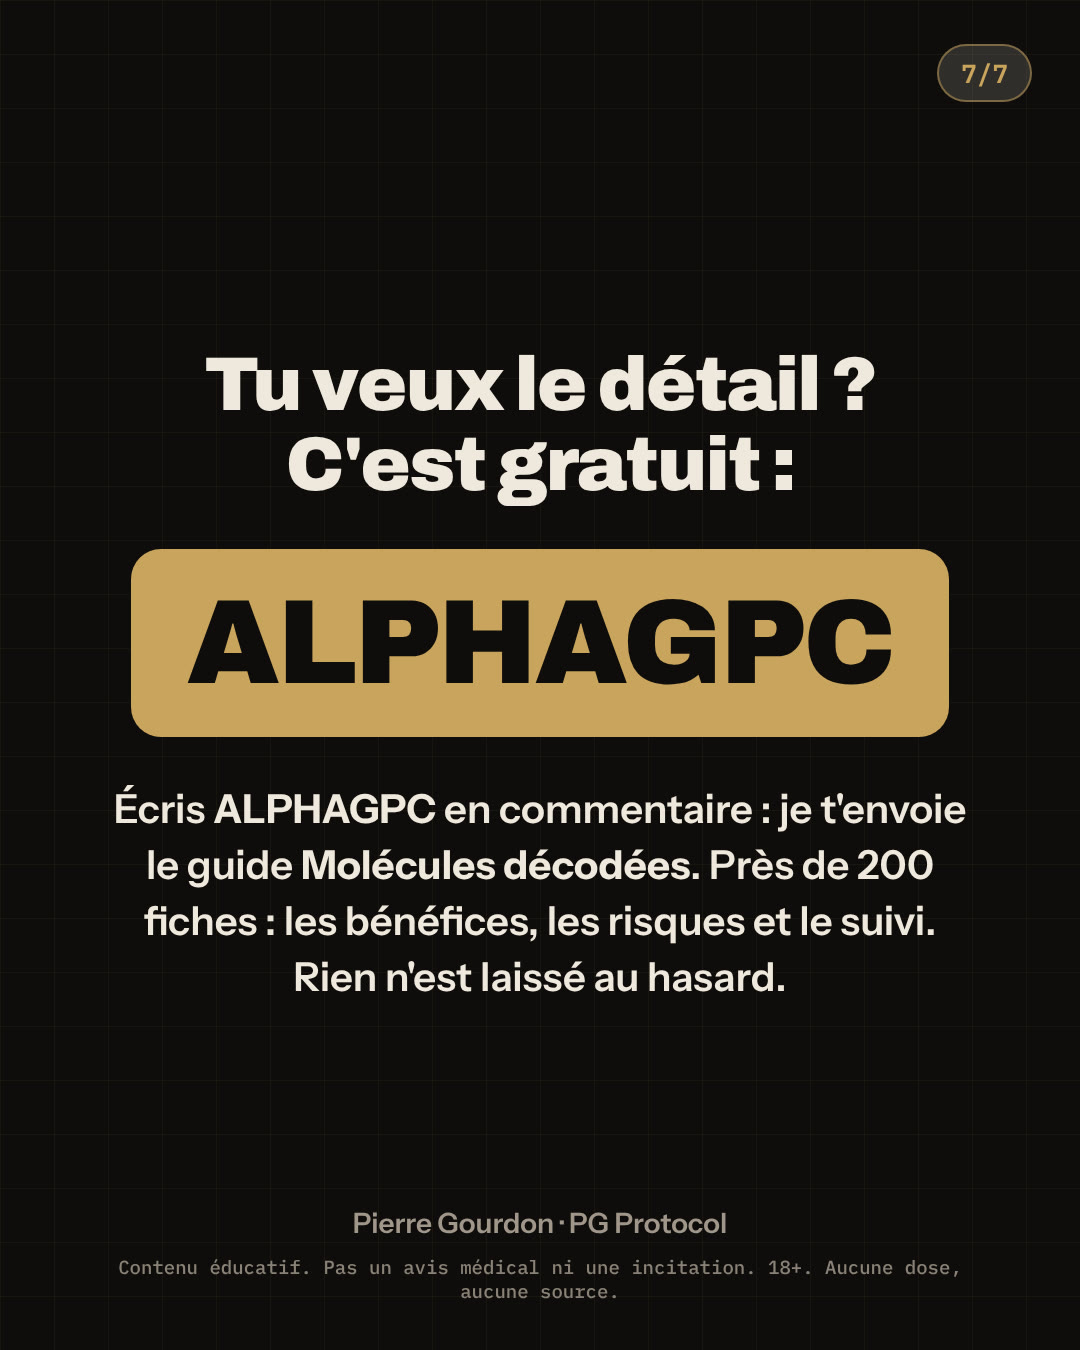 7/7
Tu veux le détail ?
C'est gratuit :
ALPHAGPC
Écris ALPHAGPC en commentaire : je t'envoie
le guide Molécules décodées. Près de 200
fiches : les bénéfices, les risques et le suivi.
Rien n'est laissé au hasard.
Pierre Gourdon · PG Protocol
Contenu éducatif. Pas un avis médical ni une incitation. 18+. Aucune dose,
aucune source.